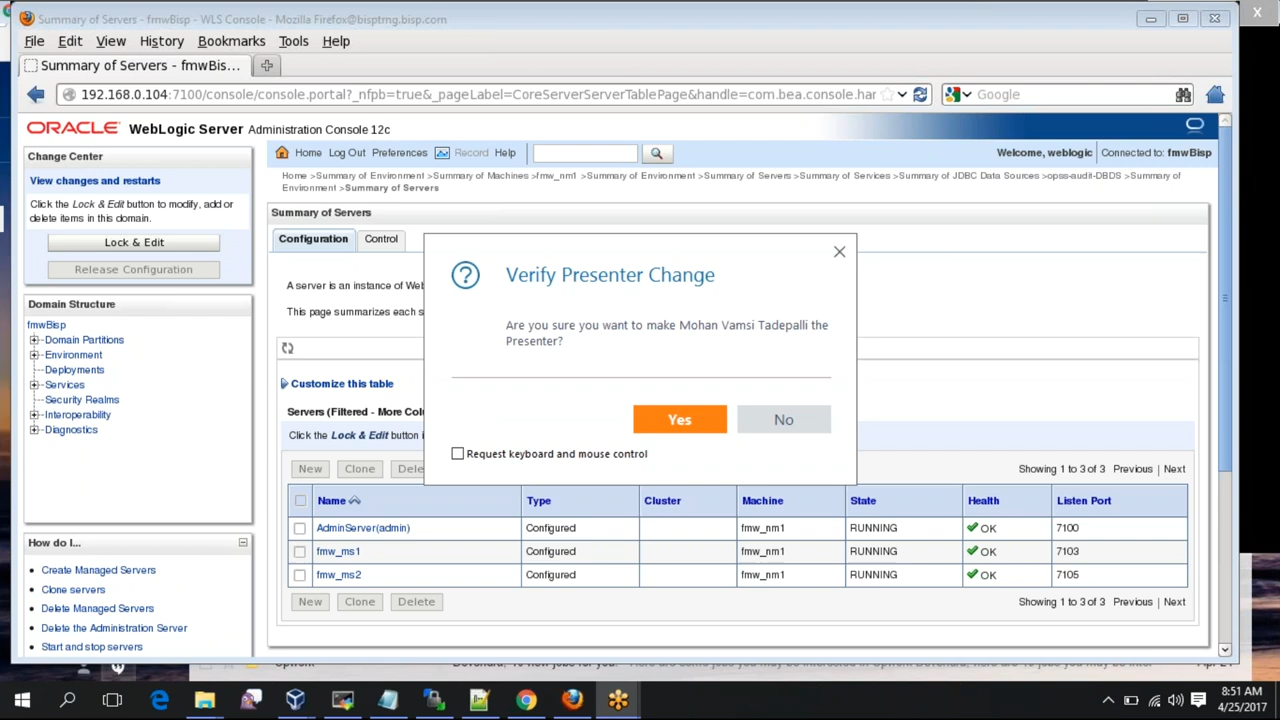 Summary of Servers - fmwBisp - WLS Console - Mozilla Firefox@bisptrng.bisp.com
X
File Edit View History Bookmarks Tools Help
Summary of Servers - fmwBis...
192.168.0.104:7100/console/console.portal?_nfpb=true&_pageLabel=CoreServerServerTablePage&handle=com.bea.console.har
Google
ORACLE WebLogic Server Administration Console 12c
Change Center
View changes and restarts
Click the Lock & Edit button to modify, add or
delete items in this domain.
Lock & Edit
Release Configuration
Domain Structure
fmwBisp
Domain Partitions
Environment
Deployments
Services
Security Realms
Interoperability
Diagnostics
How do I...
Create Managed Servers
Clone servers
Delete Managed Servers
Delete the Administration Server
Start and stop servers
Home Log Out Preferences Record Help
Welcome, weblogic Connected to: fmwBisp
Home >Summary of Environment >Summary of Machines >fmw_nm1 >Summary of Environment >Summary of Servers >Summary of Services >Summary of JDBC Data Sources >opss-audit-DBDS >Summary of
Environment >Summary of Servers
Summary of Servers
Configuration Control
A server is an instance of Web
This page summarizes each s
Customize this table
Servers (Filtered - More Colu
Click the Lock & Edit button i
New Clone Dele
Showing 1 to 3 of 3 Previous | Next
Name Type Cluster Machine State Health Listen Port
AdminServer(admin) Configured fmw_nm1 RUNNING OK 7100
fmw_ms1 Configured fmw_nm1 RUNNING OK 7103
fmw_ms2 Configured fmw_nm1 RUNNING OK 7105
New Clone Delete
Showing 1 to 3 of 3 Previous | Next
Verify Presenter Change
Are you sure you want to make Mohan Vamsi Tadepalli the
Presenter?
Yes No
Request keyboard and mouse control
8:51 AM
4/25/2017